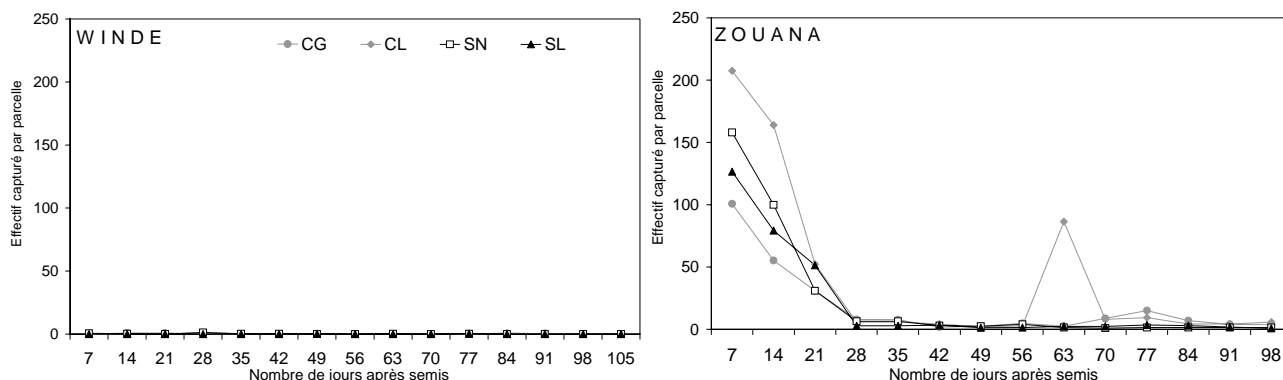 WINDE
CG CL SN SL
Effectif capturé par parcelle
250
200
150
100
50
0
7 14 21 28 35 42 49 56 63 70 77 84 91 98 105
Nombre de jours après semis
ZOUANA
Effectif capturé par parcelle
250
200
150
100
50
0
7 14 21 28 35 42 49 56 63 70 77 84 91 98
Nombre de jours après semis